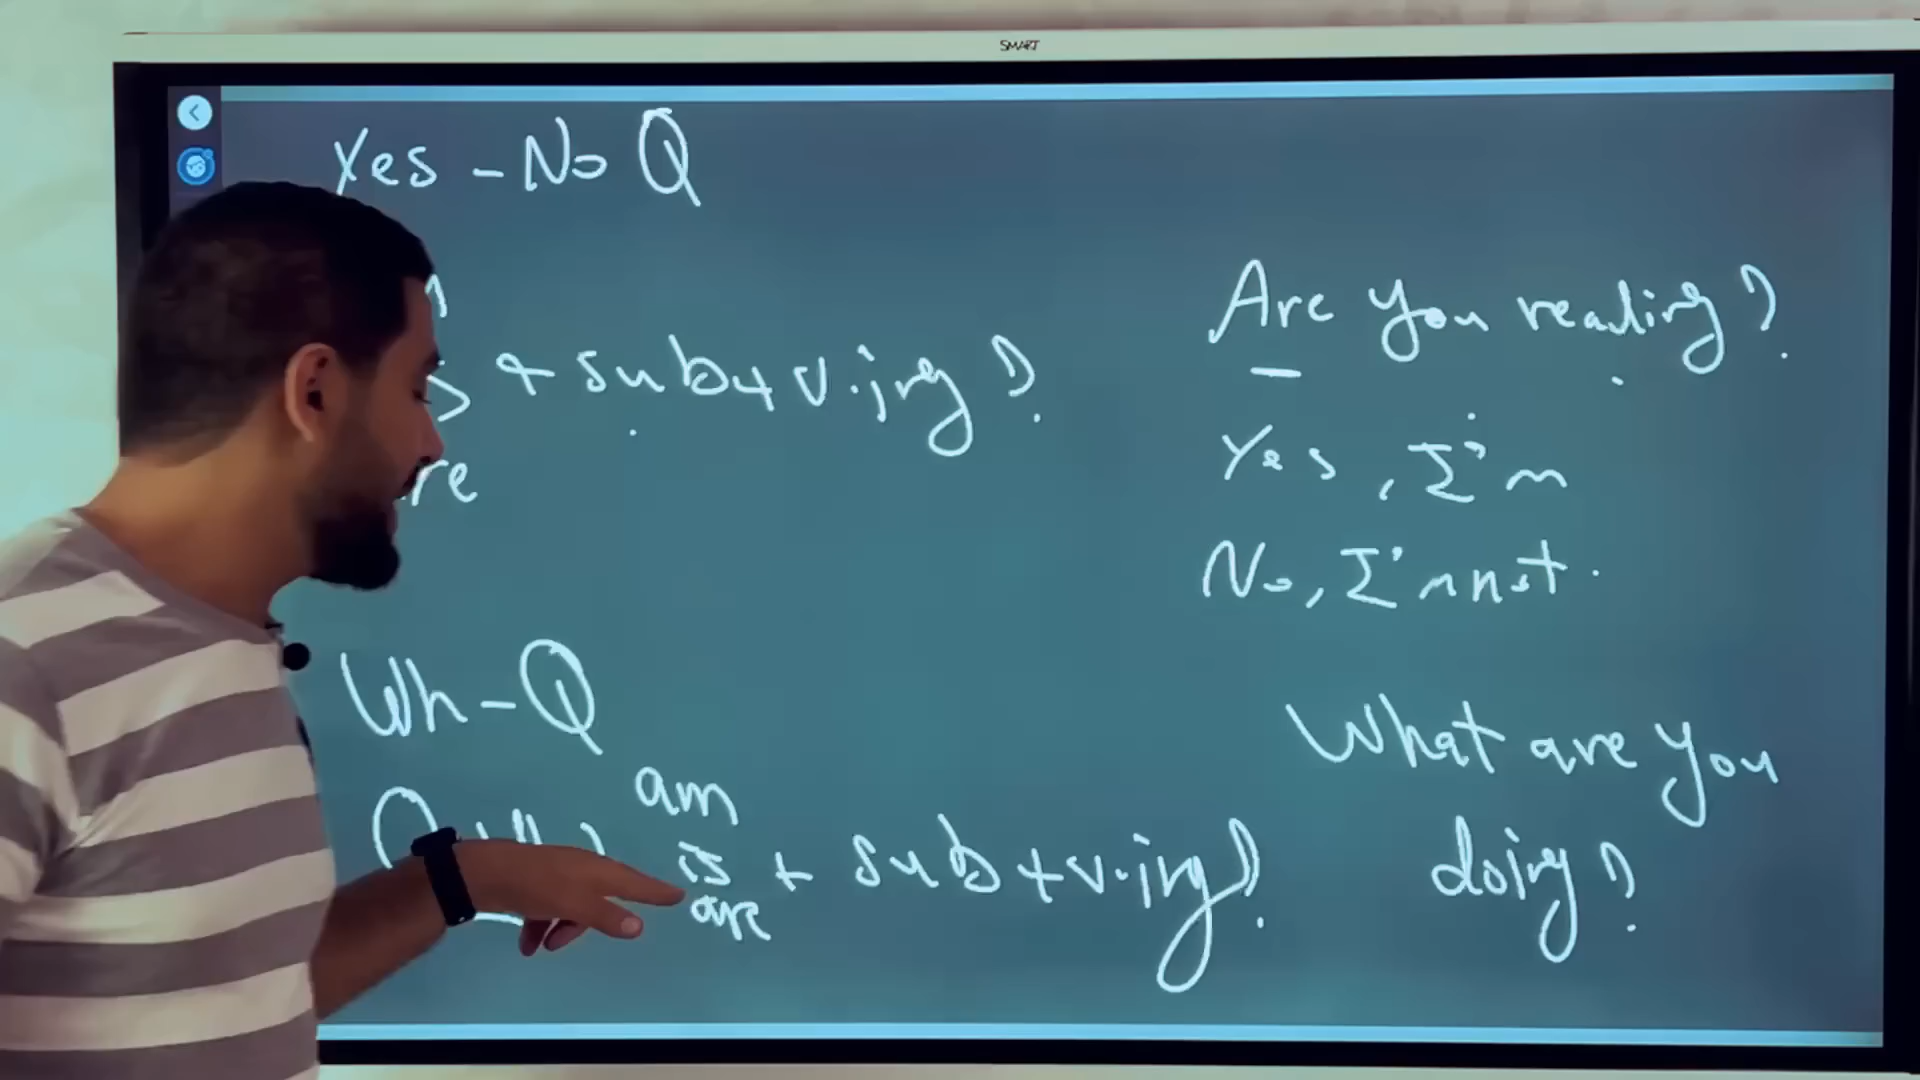 SMART
Yes - No Q
+ sub + v.ing?
re
Are you reading?
Yes, I'm
No, I'm not.
Wh - Q
am
is + sub + v.ing?
are
What are you
doing?